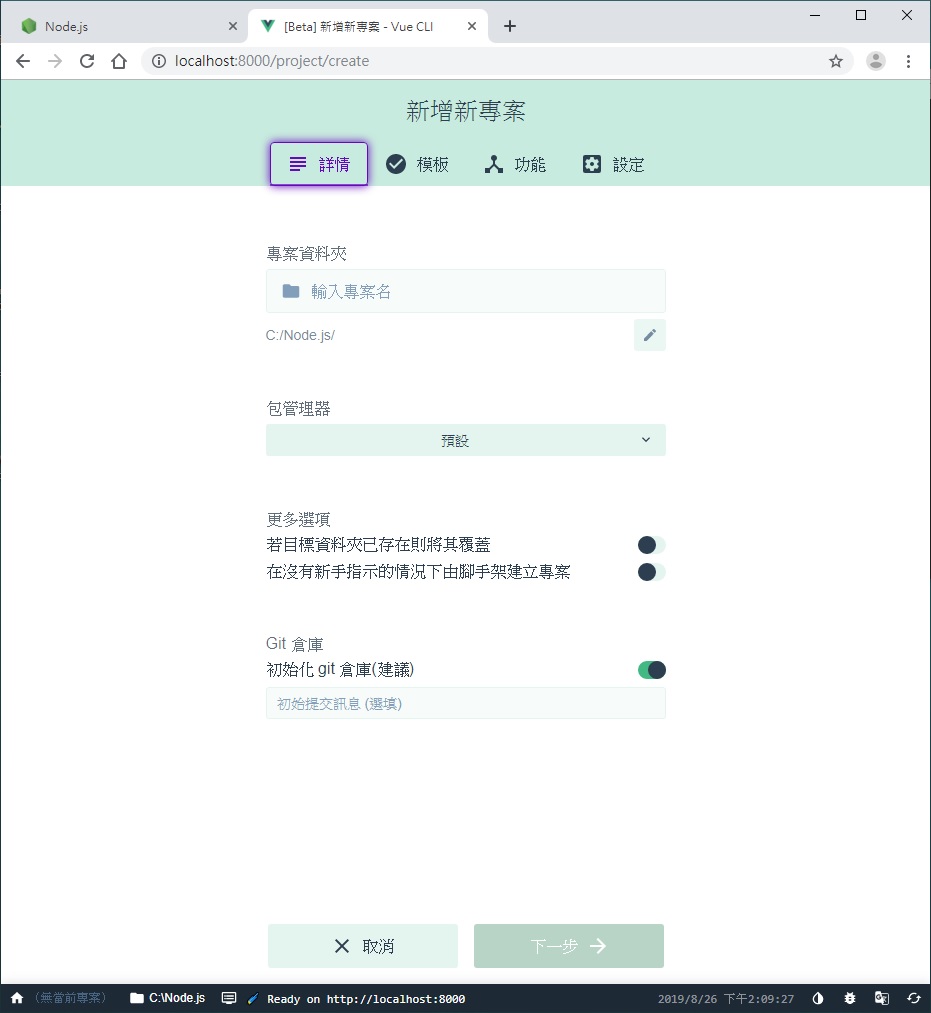 Node.js
[Beta] 新增新專案 - Vue CLI
localhost:8000/project/create
新增新專案
詳情 模板 功能 設定
專案資料夾
輸入專案名
C:/Node.js/
包管理器
預設
更多選項
若目標資料夾已存在則將其覆蓋
在沒有新手指示的情況下由腳手架建立專案
Git 倉庫
初始化 git 倉庫(建議)
初始提交訊息 (選填)
取消 下一步
(無當前專案) C:\Node.js Ready on http://localhost:8000 2019/8/26 下午2:09:27